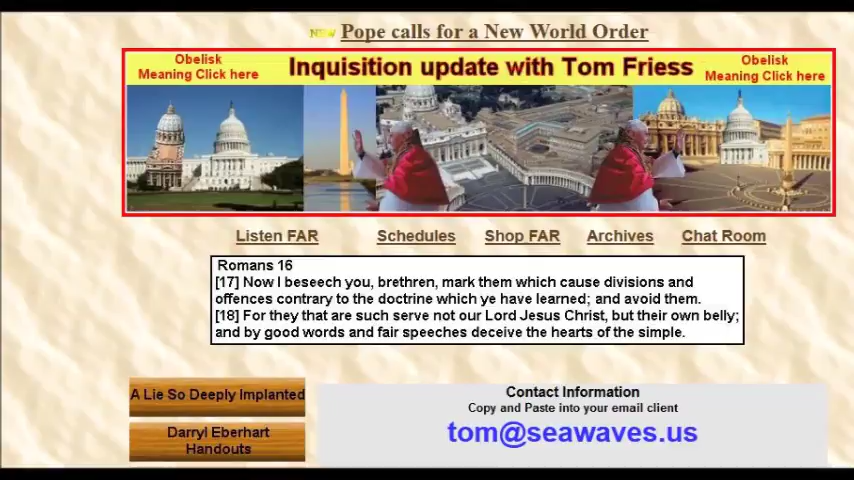 NEW Pope calls for a New World Order
Obelisk
Meaning Click here
Inquisition update with Tom Friess
Obelisk
Meaning Click here
Listen FAR
Schedules
Shop FAR
Archives
Chat Room
Romans 16
[17] Now I beseech you, brethren, mark them which cause divisions and
offences contrary to the doctrine which ye have learned; and avoid them.
[18] For they that are such serve not our Lord Jesus Christ, but their own belly;
and by good words and fair speeches deceive the hearts of the simple.
A Lie So Deeply Implanted
Darryl Eberhart
Handouts
Contact Information
Copy and Paste into your email client
tom@seawaves.us